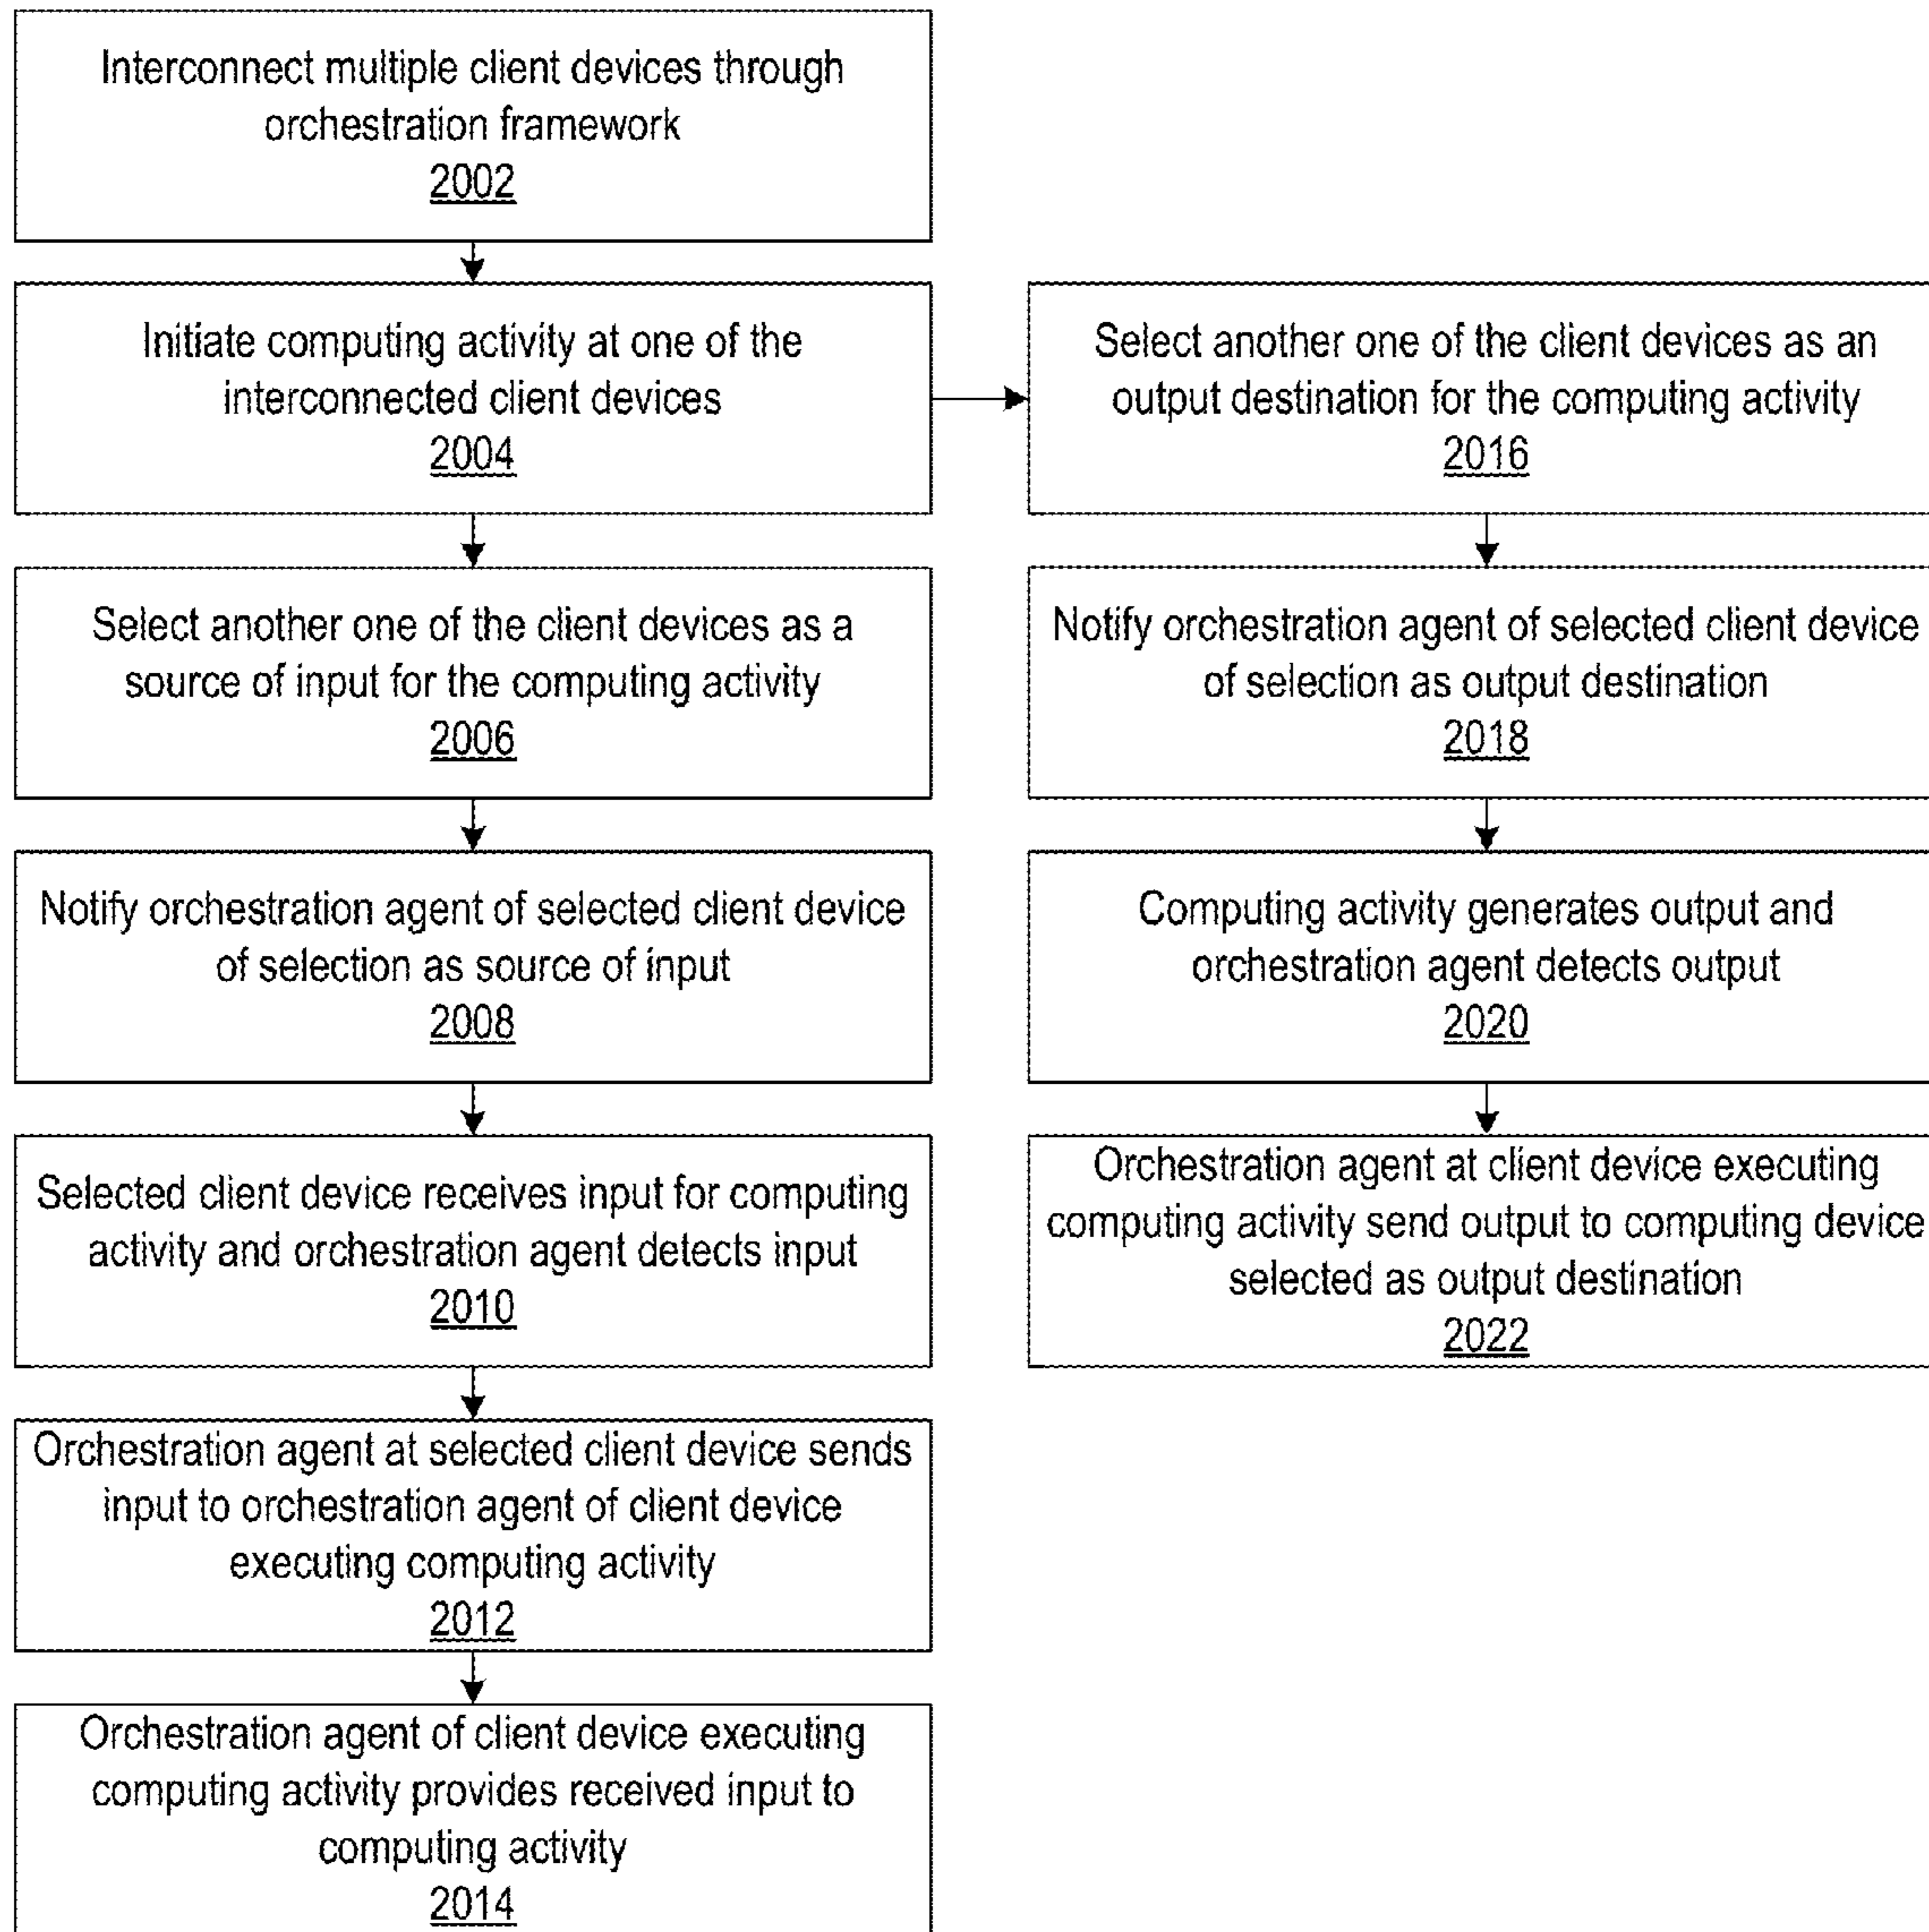 Interconnect multiple client devices through
orchestration framework
2002
Initiate computing activity at one of the
interconnected client devices
2004
Select another one of the client devices as a
source of input for the computing activity
2006
Notify orchestration agent of selected client device
of selection as source of input
2008
Selected client device receives input for computing
activity and orchestration agent detects input
2010
Orchestration agent at selected client device sends
input to orchestration agent of client device
executing computing activity
2012
Orchestration agent of client device executing
computing activity provides received input to
computing activity
2014
Select another one of the client devices as an
output destination for the computing activity
2016
Notify orchestration agent of selected client device
of selection as output destination
2018
Computing activity generates output and
orchestration agent detects output
2020
Orchestration agent at client device executing
computing activity send output to computing device
selected as output destination
2022